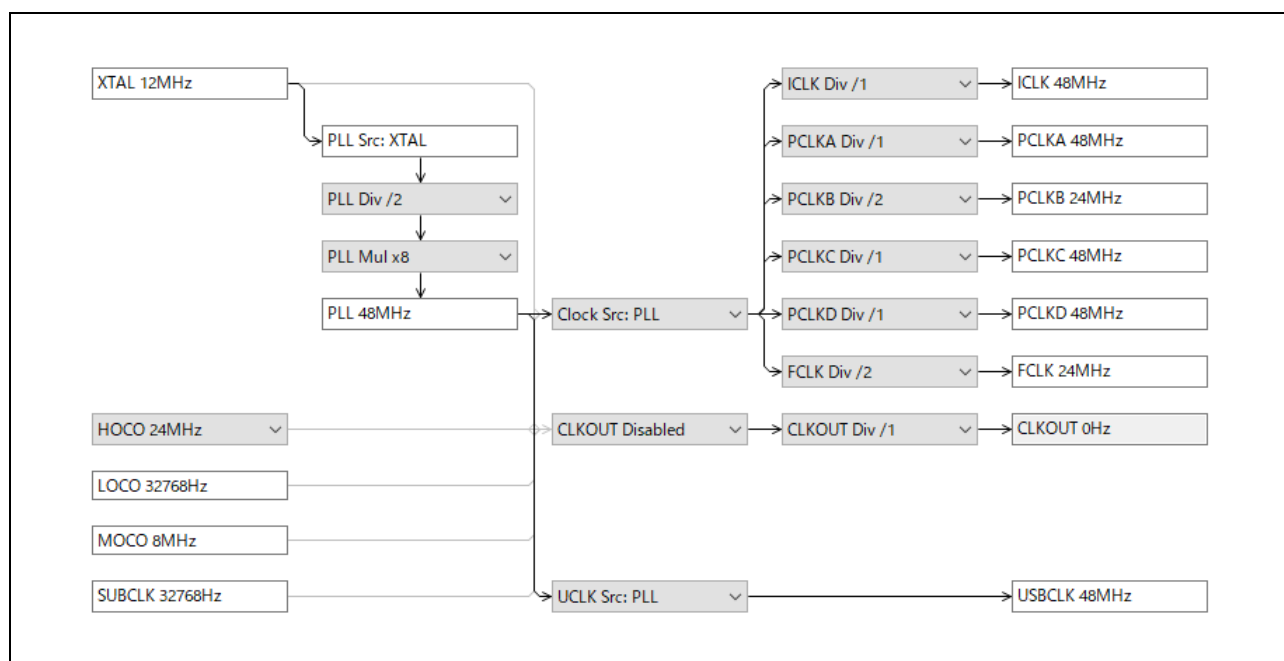 XTAL 12MHz
ICLK Div /1
ICLK 48MHz
PLL Src: XTAL
PCLKA Div /1
PCLKA 48MHz
PLL Div /2
PCLKB Div /2
PCLKB 24MHz
PLL Mul x8
PCLKC Div /1
PCLKC 48MHz
PLL 48MHz
Clock Src: PLL
PCLKD Div /1
PCLKD 48MHz
FCLK Div /2
FCLK 24MHz
HOCO 24MHz
CLKOUT Disabled
CLKOUT Div /1
CLKOUT 0Hz
LOCO 32768Hz
MOCO 8MHz
SUBCLK 32768Hz
UCLK Src: PLL
USBCLK 48MHz